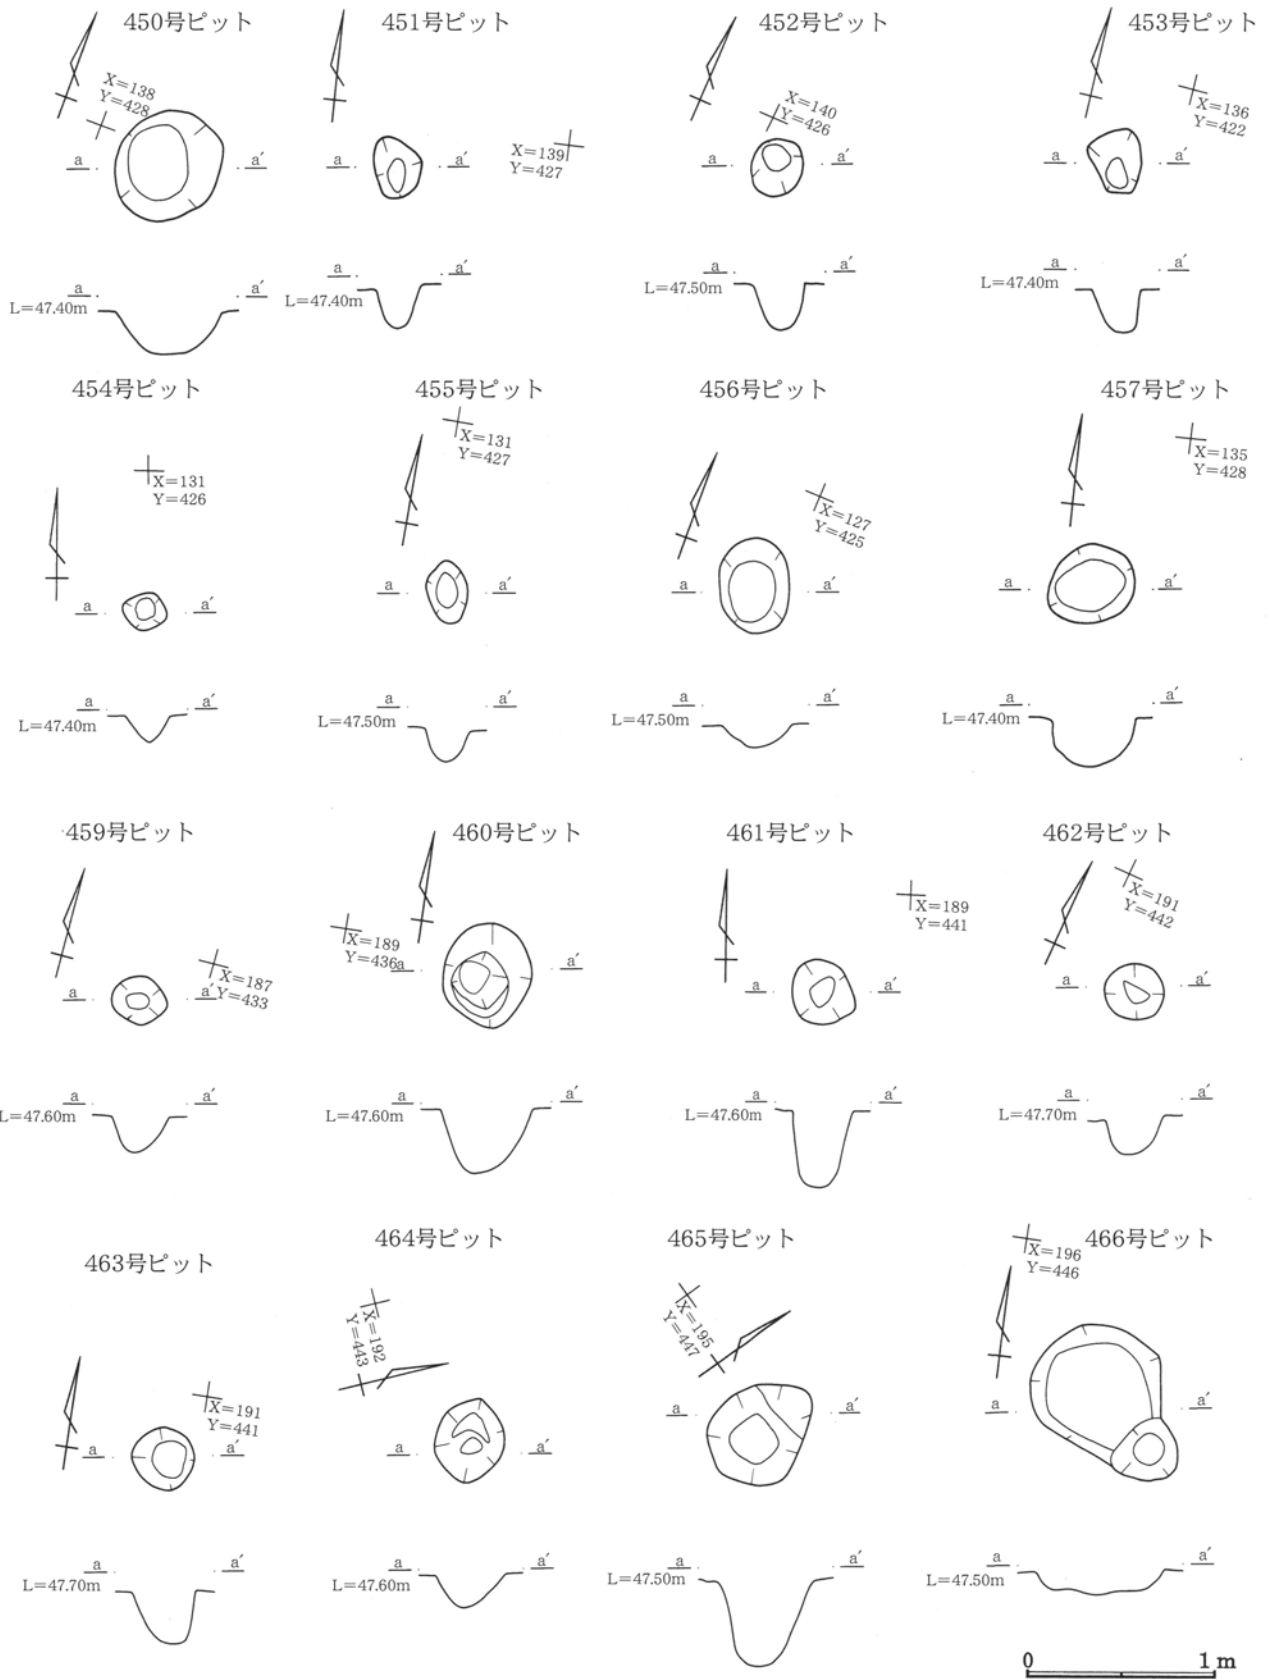 450号ピット
X=138
Y=428
a
a′
a
a′
L=47.40m
451号ピット
X=139
Y=427
a
a′
a
a′
L=47.40m
452号ピット
X=140
Y=426
a
a′
a
a′
L=47.50m
453号ピット
X=136
Y=422
a
a′
a
a′
L=47.40m
454号ピット
X=131
Y=426
a
a′
a
a′
L=47.40m
455号ピット
X=131
Y=427
a
a′
a
a′
L=47.50m
456号ピット
X=127
Y=425
a
a′
a
a′
L=47.50m
457号ピット
X=135
Y=428
a
a′
a
a′
L=47.40m
459号ピット
X=187
Y=433
a
a′
a
a′
L=47.60m
460号ピット
X=189
Y=436
a
a′
a
a′
L=47.60m
461号ピット
X=189
Y=441
a
a′
a
a′
L=47.60m
462号ピット
X=191
Y=442
a
a′
a
a′
L=47.70m
463号ピット
X=191
Y=441
a
a′
a
a′
L=47.70m
464号ピット
X=192
Y=443
a
a′
a
a′
L=47.60m
465号ピット
X=195
Y=447
a
a′
a
a′
L=47.50m
466号ピット
X=196
Y=446
a
a′
a
a′
L=47.50m
0 1m